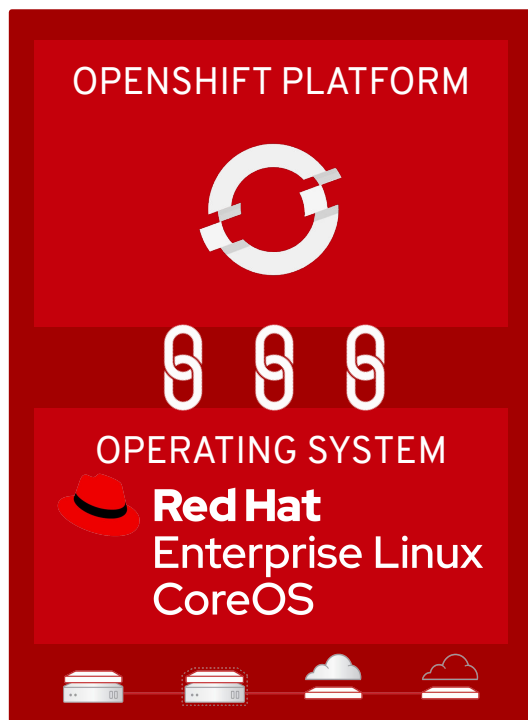 OPENSHIFT PLATFORM
OPERATING SYSTEM
Red Hat
Enterprise Linux
CoreOS